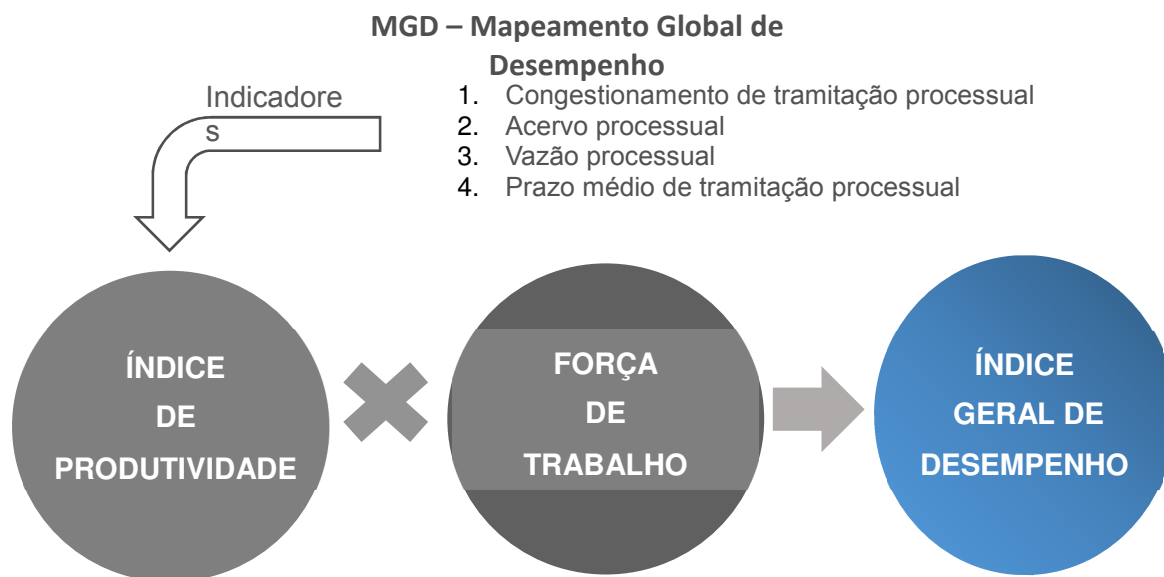 MGD – Mapeamento Global de
Desempenho
Indicadore
s
1. Congestionamento de tramitação processual
2. Acervo processual
3. Vazão processual
4. Prazo médio de tramitação processual
ÍNDICE
DE
PRODUTIVIDADE
FORÇA
DE
TRABALHO
ÍNDICE
GERAL DE
DESEMPENHO